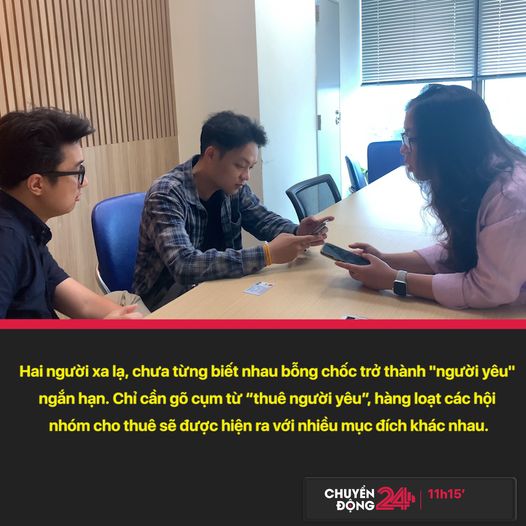 Hai người xa lạ, chưa từng biết nhau bỗng chốc trở thành "người yêu"
ngắn hạn. Chỉ cần gõ cụm từ “thuê người yêu”, hàng loạt các hội
nhóm cho thuê sẽ được hiện ra với nhiều mục đích khác nhau.
CHUYỂN
ĐỘNG 24h 11h15’